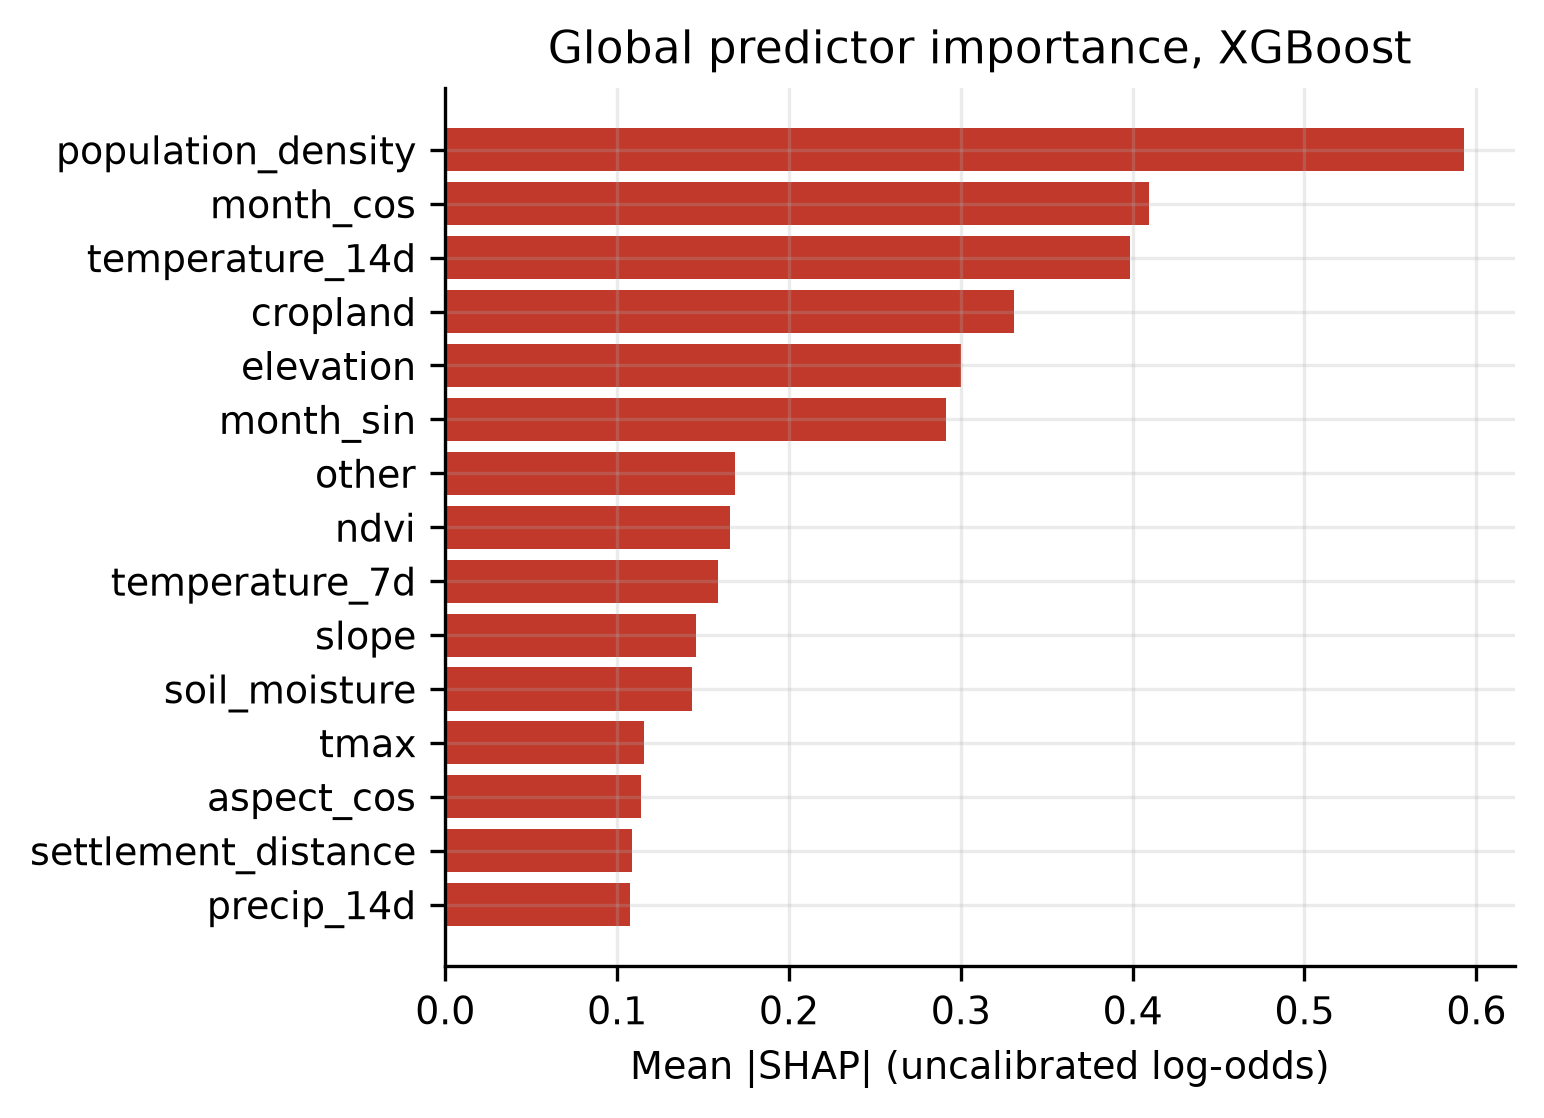 Global predictor importance, XGBoost
population_density
month_cos
temperature_14d
cropland
elevation
month_sin
other
ndvi
temperature_7d
slope
soil_moisture
tmax
aspect_cos
settlement_distance
precip_14d
0.0 0.1 0.2 0.3 0.4 0.5 0.6
Mean |SHAP| (uncalibrated log-odds)